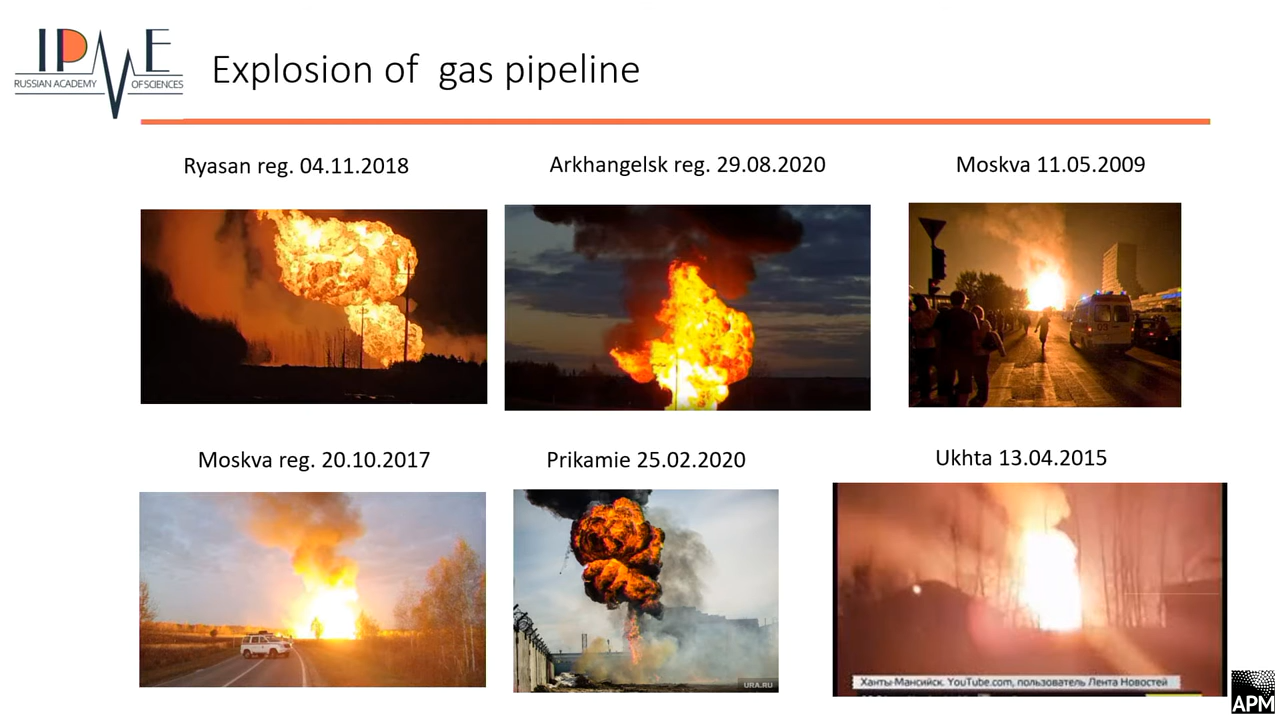 IPME
RUSSIAN ACADEMY OF SCIENCES
Explosion of gas pipeline
Ryasan reg. 04.11.2018
Arkhangelsk reg. 29.08.2020
Moskva 11.05.2009
Moskva reg. 20.10.2017
Prikamie 25.02.2020
Ukhta 13.04.2015
URA.RU
Ханты-Мансийск. YouTube.com, пользователь Лента Новостей
APM